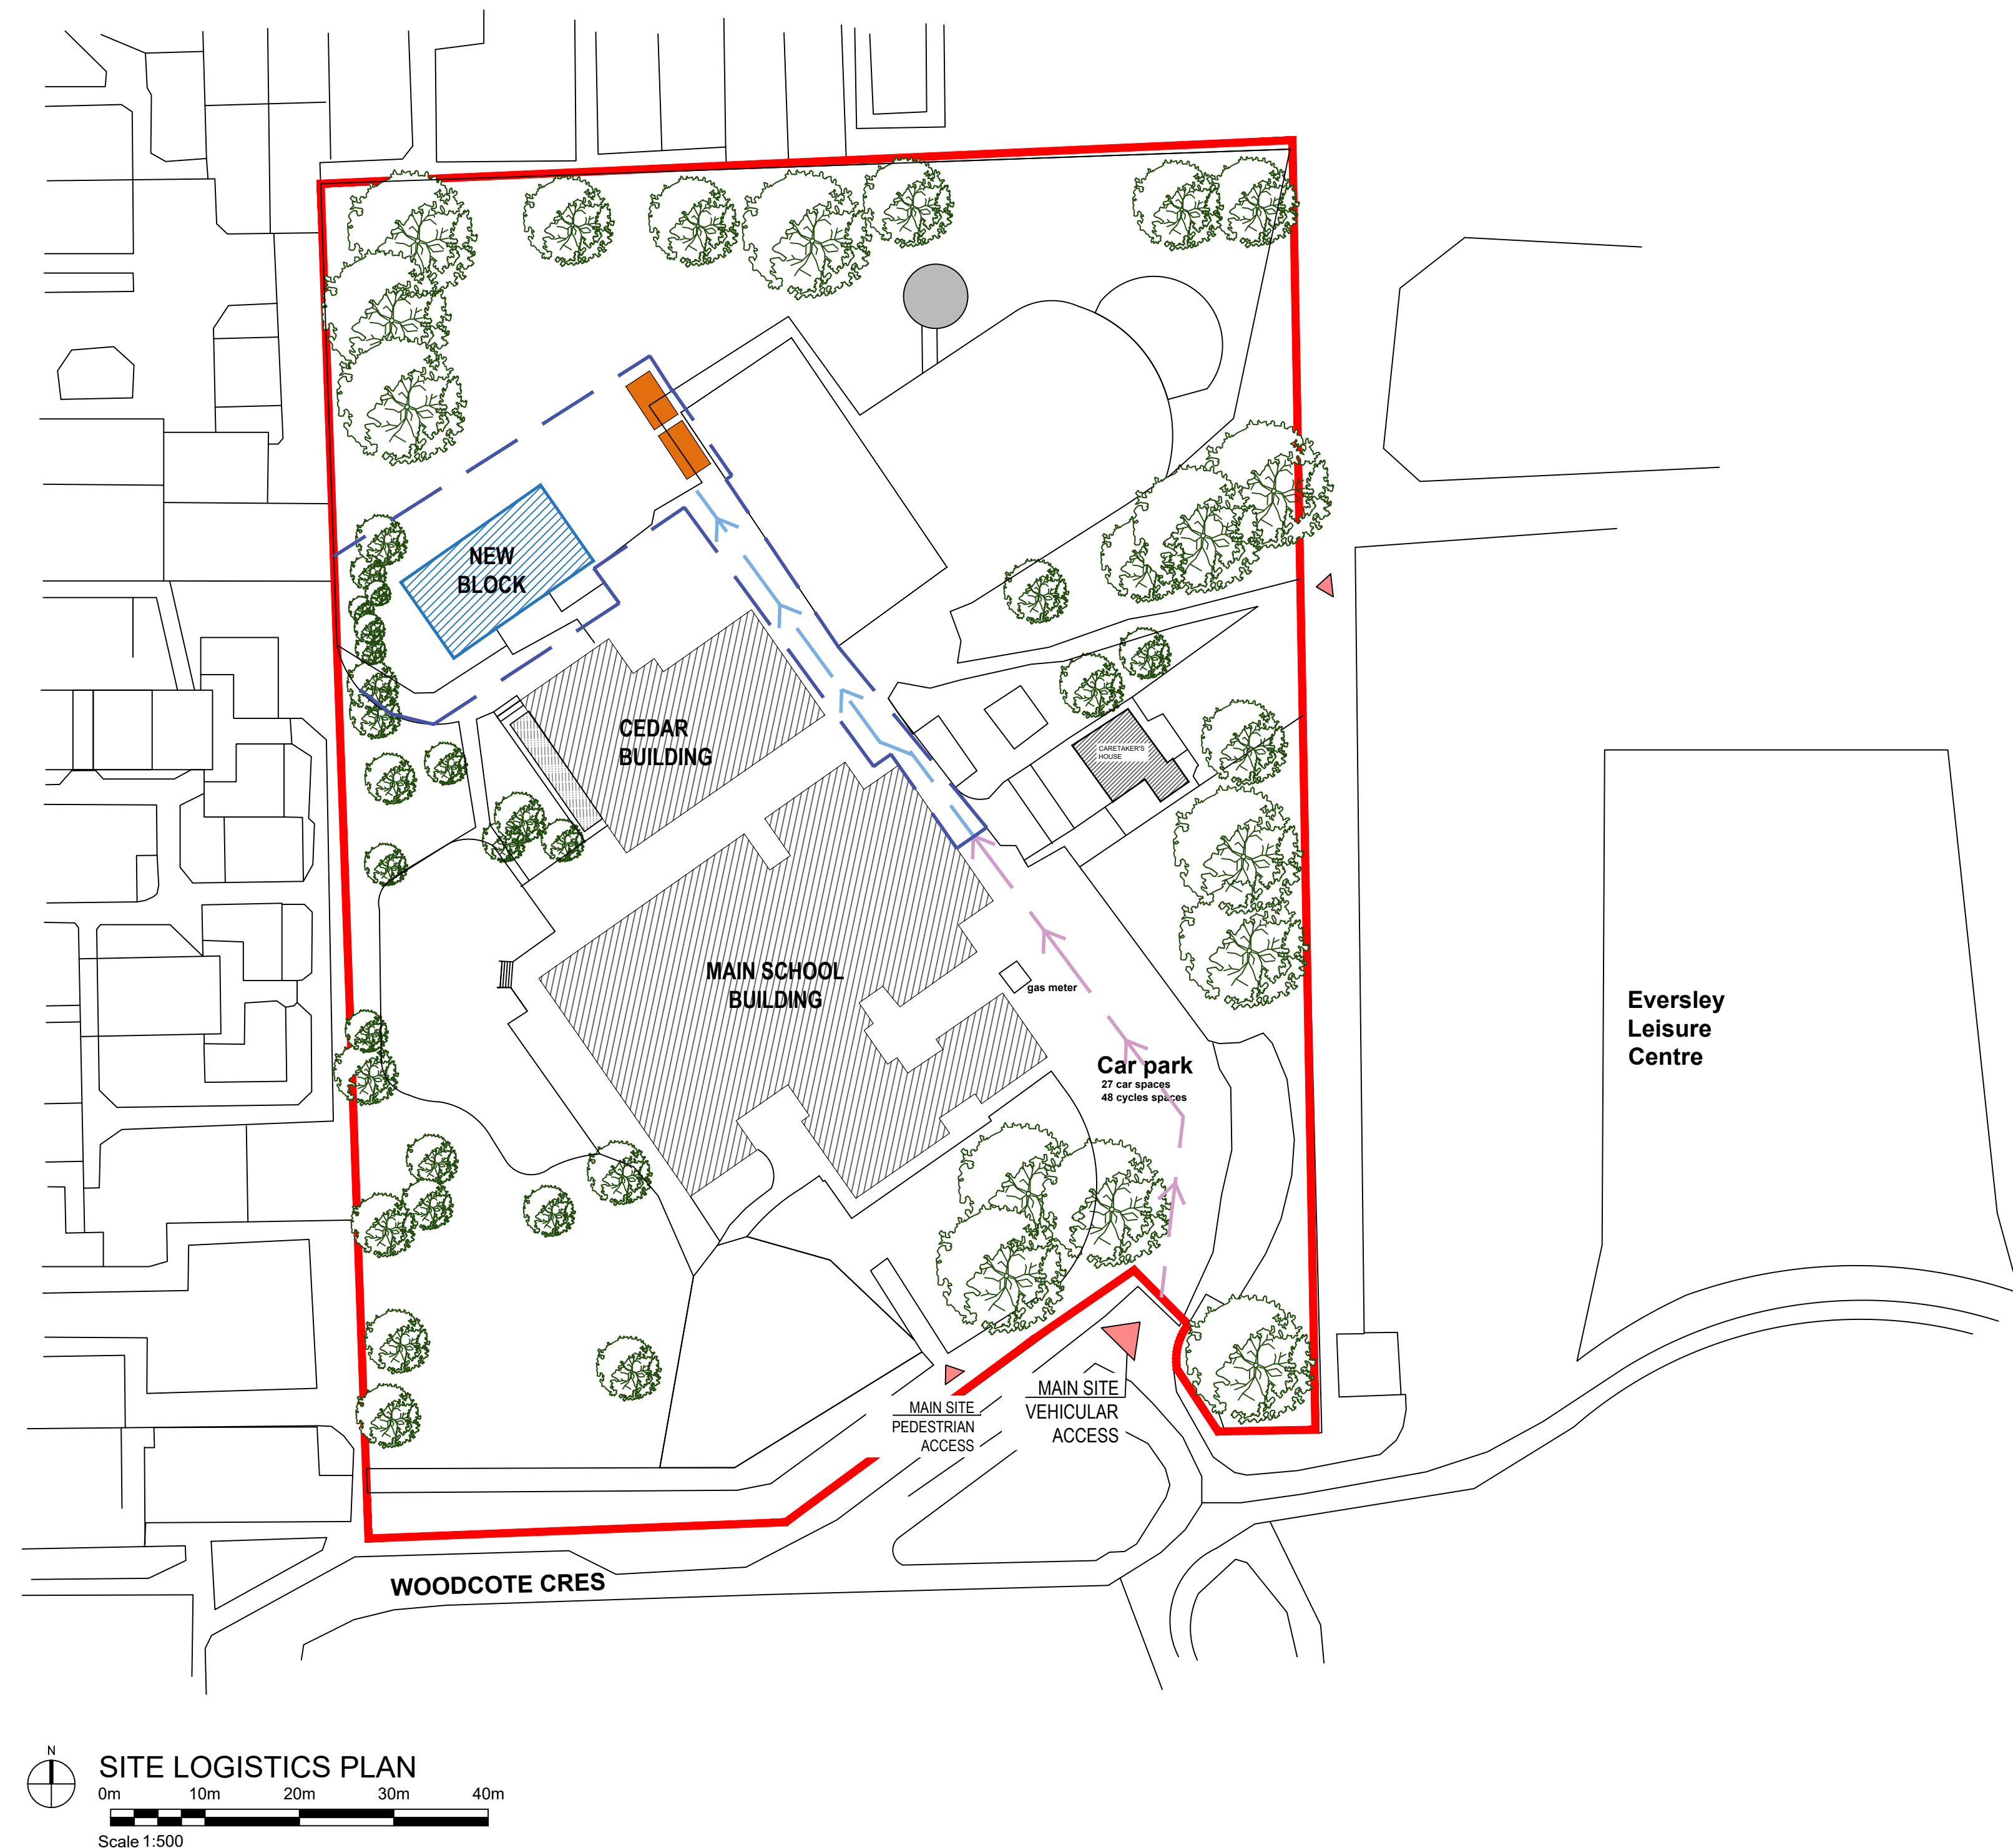 NEW
BLOCK
CEDAR
BUILDING
CARETAKER'S
HOUSE
MAIN SCHOOL
BUILDING
gas meter
Car park
27 car spaces
48 cycles spaces
Eversley
Leisure
Centre
MAIN SITE
PEDESTRIAN
ACCESS
MAIN SITE
VEHICULAR
ACCESS
WOODCOTE CRES
N
SITE LOGISTICS PLAN
0m 10m 20m 30m 40m
Scale 1:500